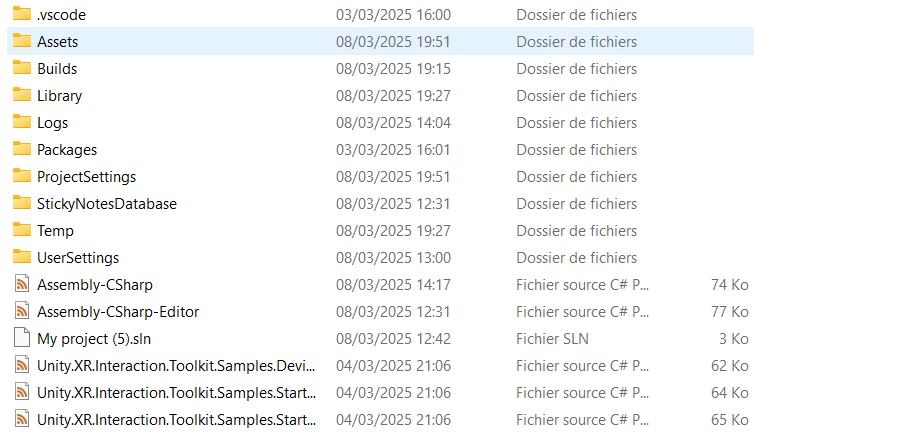 .vscode 03/03/2025 16:00 Dossier de fichiers
Assets 08/03/2025 19:51 Dossier de fichiers
Builds 08/03/2025 19:15 Dossier de fichiers
Library 08/03/2025 19:27 Dossier de fichiers
Logs 08/03/2025 14:04 Dossier de fichiers
Packages 03/03/2025 16:01 Dossier de fichiers
ProjectSettings 08/03/2025 19:51 Dossier de fichiers
StickyNotesDatabase 08/03/2025 12:31 Dossier de fichiers
Temp 08/03/2025 19:27 Dossier de fichiers
UserSettings 08/03/2025 13:00 Dossier de fichiers
Assembly-CSharp 08/03/2025 14:17 Fichier source C# P... 74 Ko
Assembly-CSharp-Editor 08/03/2025 12:31 Fichier source C# P... 77 Ko
My project (5).sln 08/03/2025 12:42 Fichier SLN 3 Ko
Unity.XR.Interaction.Toolkit.Samples.Devi... 04/03/2025 21:06 Fichier source C# P... 62 Ko
Unity.XR.Interaction.Toolkit.Samples.Start... 04/03/2025 21:06 Fichier source C# P... 64 Ko
Unity.XR.Interaction.Toolkit.Samples.Start... 04/03/2025 21:06 Fichier source C# P... 65 Ko